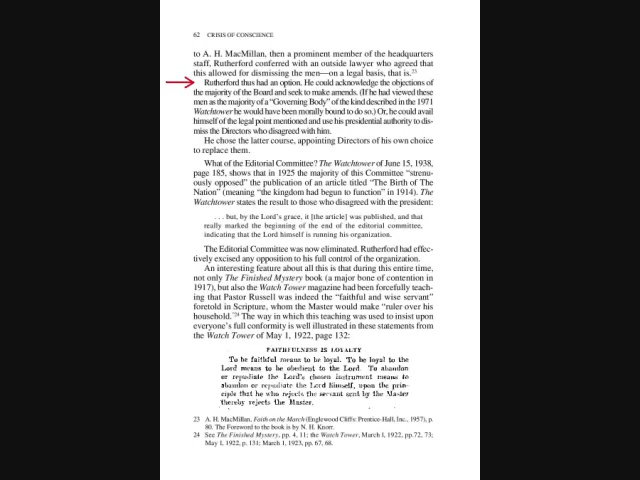 62 CRISIS OF CONSCIENCE
to A. H. MacMillan, then a prominent member of the headquarters
staff, Rutherford conferred with an outside lawyer who agreed that
this allowed for dismissing the men—on a legal basis, that is.23
Rutherford thus had an option. He could acknowledge the objections of
the majority of the Board and seek to make amends. (If he had viewed these
men as the majority of a “Governing Body” of the kind described in the 1971
Watchtower he would have been morally bound to do so.) Or, he could avail
himself of the legal point mentioned and use his presidential authority to dis-
miss the Directors who disagreed with him.
He chose the latter course, appointing Directors of his own choice
to replace them.
What of the Editorial Committee? The Watchtower of June 15, 1938,
page 185, shows that in 1925 the majority of this Committee “strenu-
ously opposed” the publication of an article titled “The Birth of The
Nation” (meaning “the kingdom had begun to function” in 1914). The
Watchtower states the result to those who disagreed with the president:
. . . but, by the Lord’s grace, it [the article] was published, and that
really marked the beginning of the end of the editorial committee,
indicating that the Lord himself is running his organization.
The Editorial Committee was now eliminated. Rutherford had effec-
tively excised any opposition to his full control of the organization.
An interesting feature about all this is that during this entire time,
not only The Finished Mystery book (a major bone of contention in
1917), but also the Watch Tower magazine had been forcefully teach-
ing that Pastor Russell was indeed the “faithful and wise servant”
foretold in Scripture, whom the Master would make “ruler over his
household.”24 The way in which this teaching was used to insist upon
everyone’s full conformity is well illustrated in these statements from
the Watch Tower of May 1, 1922, page 132:
FAITHFULNESS IS LOYALTY
To be faithful means to be loyal. To be loyal to the
Lord means to be obedient to the Lord. To abandon
or repudiate the Lord’s chosen instrument means to
abandon or repudiate the Lord himself, upon the prin-
ciple that he who rejects the servant sent by the Master
thereby rejects the Master.
23 A. H. MacMillan, Faith on the March (Englewood Cliffs: Prentice-Hall, Inc., 1957), p.
80. The Foreword to the book is by N. H. Knorr.
24 See The Finished Mystery, pp. 4, 11; the Watch Tower, March 1, 1922, pp.72, 73;
May 1, 1922, p. 131; March 1, 1923, pp. 67, 68.